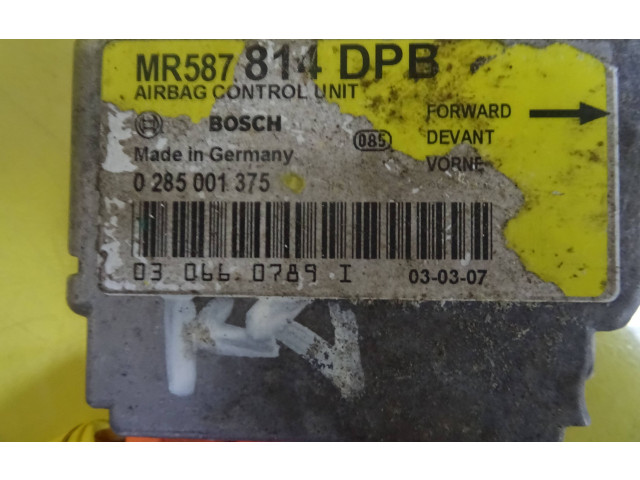 MR587 814 DPB
AIRBAG CONTROL UNIT
BOSCH
085
FORWARD
DEVANT
VORNE
Made in Germany
0 285 001 375
03 066 0789 I
03-03-07